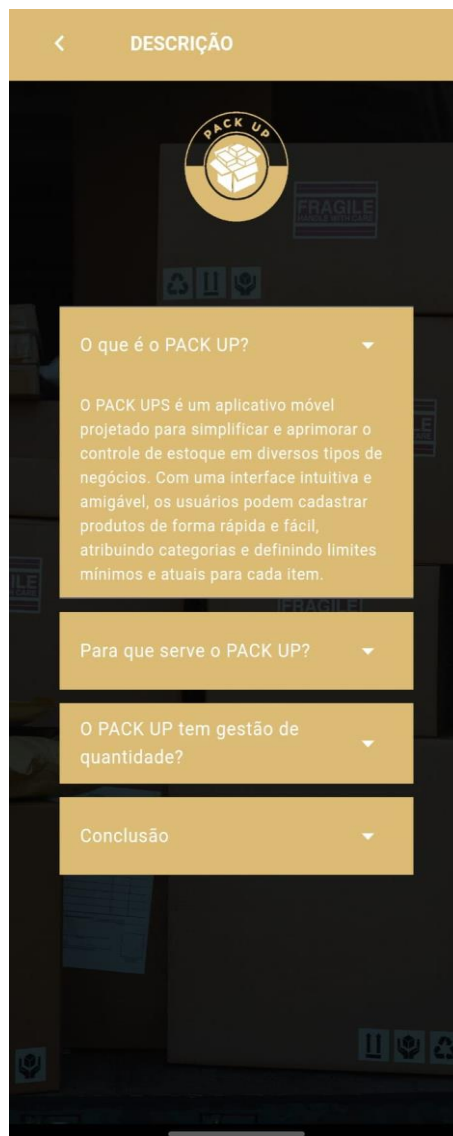 DESCRIÇÃO
PACK UP
FRAGILE
HANDLE WITH CARE
O que é o PACK UP?
O PACK UPS é um aplicativo móvel
projetado para simplificar e aprimorar o
controle de estoque em diversos tipos de
negócios. Com uma interface intuitiva e
amigável, os usuários podem cadastrar
produtos de forma rápida e fácil,
atribuindo categorias e definindo limites
mínimos e atuais para cada item.
FRAGILE
Para que serve o PACK UP?
O PACK UP tem gestão de
quantidade?
Conclusão